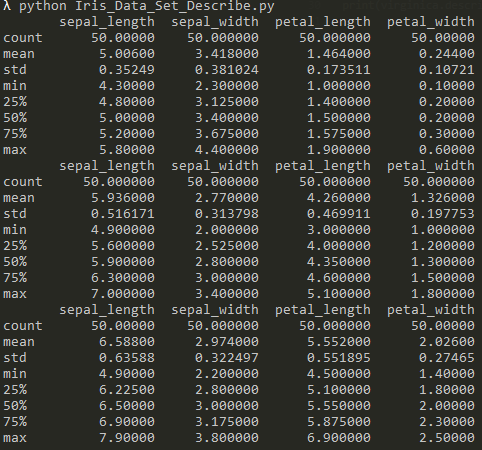 λ python Iris_Data_Set_Describe.py
sepal_length sepal_width petal_length petal_width
count 50.00000 50.000000 50.000000 50.00000
mean 5.00600 3.418000 1.464000 0.24400
std 0.35249 0.381024 0.173511 0.10721
min 4.30000 2.300000 1.000000 0.10000
25% 4.80000 3.125000 1.400000 0.20000
50% 5.00000 3.400000 1.500000 0.20000
75% 5.20000 3.675000 1.575000 0.30000
max 5.80000 4.400000 1.900000 0.60000
sepal_length sepal_width petal_length petal_width
count 50.000000 50.000000 50.000000 50.000000
mean 5.936000 2.770000 4.260000 1.326000
std 0.516171 0.313798 0.469911 0.197753
min 4.900000 2.000000 3.000000 1.000000
25% 5.600000 2.525000 4.000000 1.200000
50% 5.900000 2.800000 4.350000 1.300000
75% 6.300000 3.000000 4.600000 1.500000
max 7.000000 3.400000 5.100000 1.800000
sepal_length sepal_width petal_length petal_width
count 50.00000 50.000000 50.000000 50.00000
mean 6.58800 2.974000 5.552000 2.02600
std 0.63588 0.322497 0.551895 0.27465
min 4.90000 2.200000 4.500000 1.40000
25% 6.22500 2.800000 5.100000 1.80000
50% 6.50000 3.000000 5.550000 2.00000
75% 6.90000 3.175000 5.875000 2.30000
max 7.90000 3.800000 6.900000 2.50000